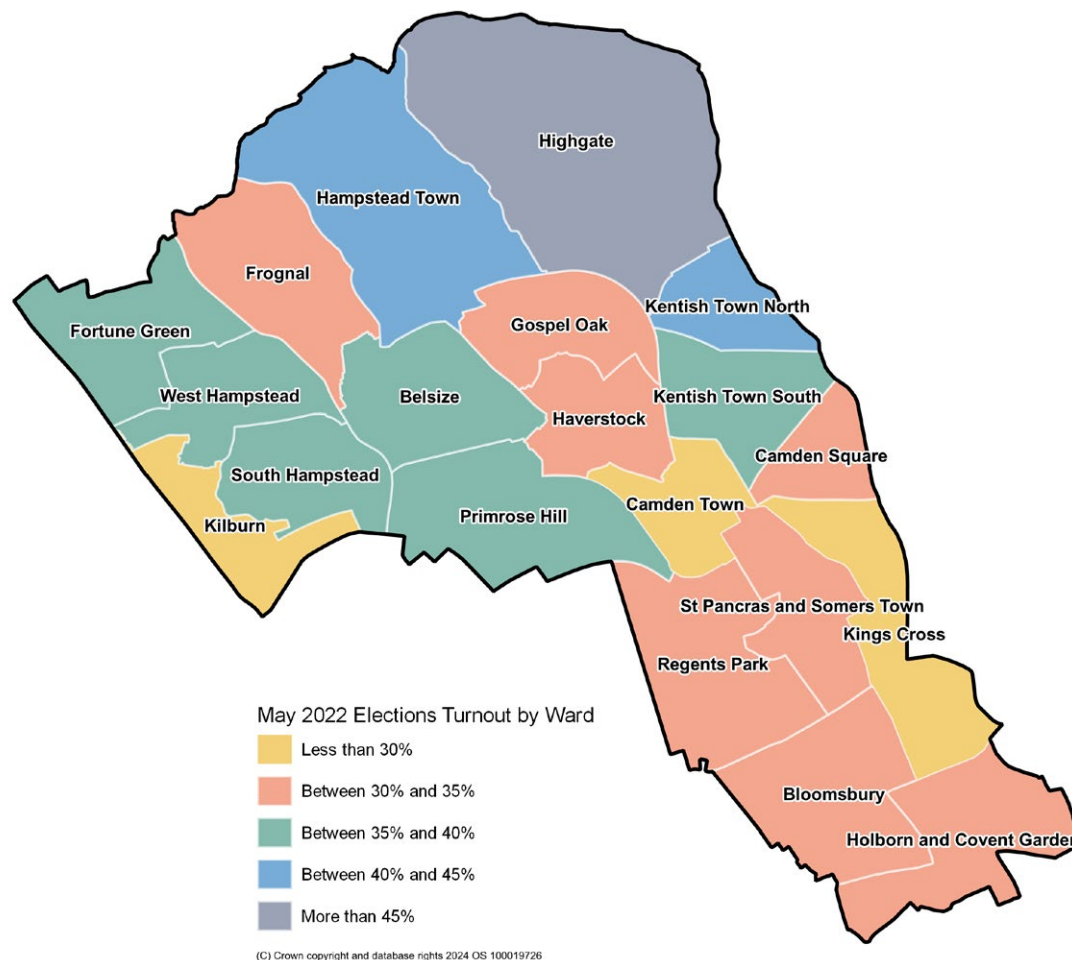 Highgate
Hampstead Town
Frognal
Kentish Town North
Gospel Oak
Fortune Green
West Hampstead
Belsize
Kentish Town South
Haverstock
Camden Square
South Hampstead
Camden Town
Primrose Hill
Kilburn
St Pancras and Somers Town
Kings Cross
Regents Park
May 2022 Elections Turnout by Ward
Less than 30%
Between 30% and 35%
Between 35% and 40%
Between 40% and 45%
More than 45%
Bloomsbury
Holborn and Covent Garden
(C) Crown copyright and database rights 2024 OS 100019726